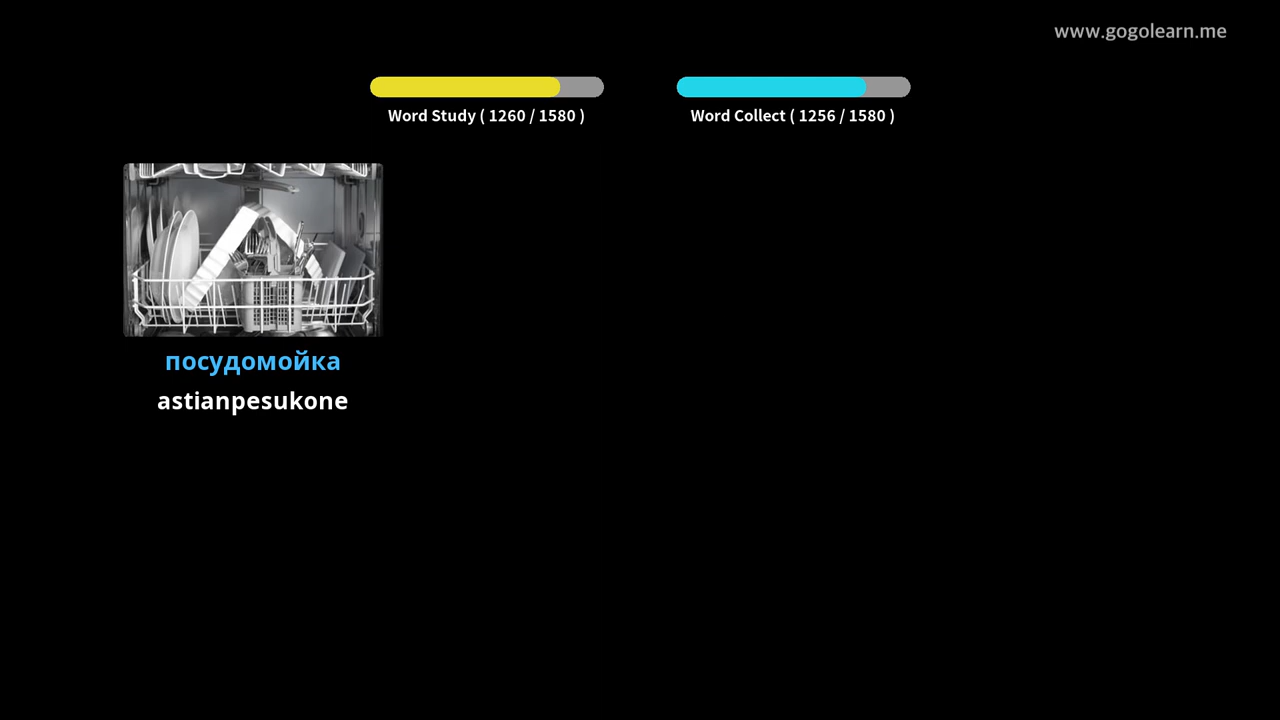 www.gogolearn.me
Word Study ( 1260 / 1580 )
Word Collect ( 1256 / 1580 )
посудомойка
astianpesukone